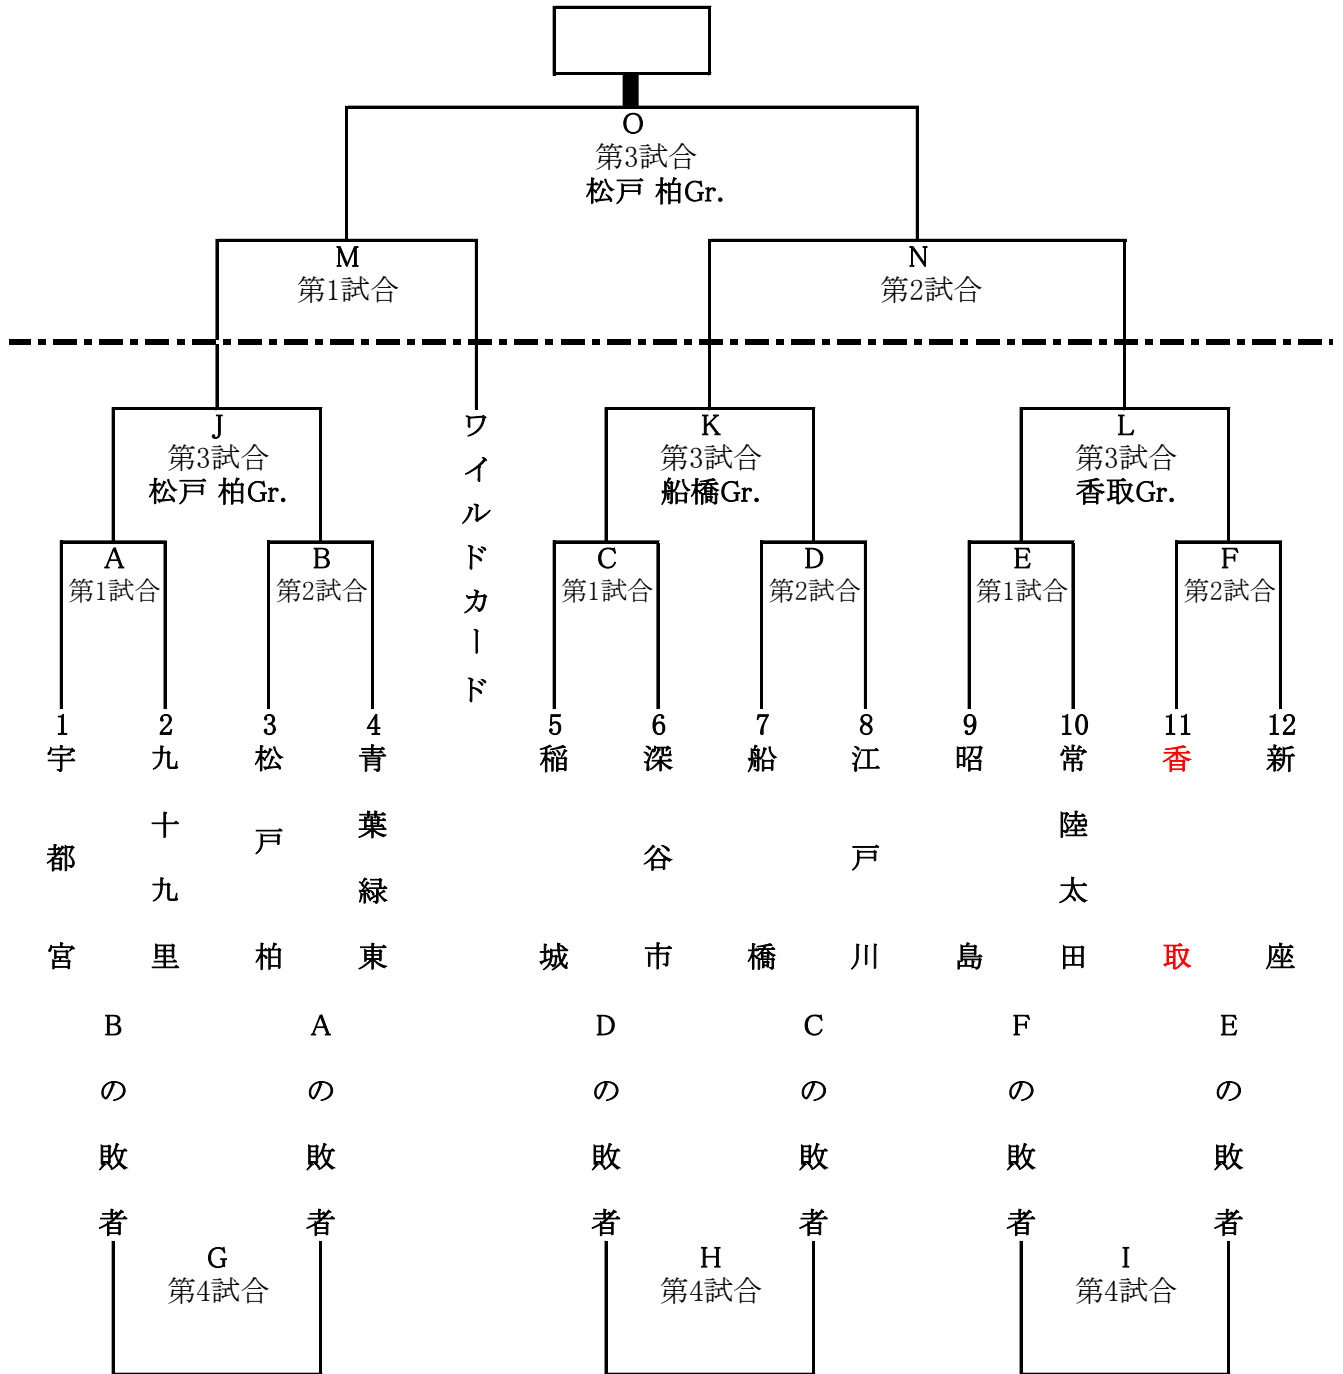 O
第3試合
松戸 柏Gr.
M
第1試合
N
第2試合
J
第3試合
松戸 柏Gr.
ワイルドカード
K
第3試合
船橋Gr.
L
第3試合
香取Gr.
A
第1試合
B
第2試合
C
第1試合
D
第2試合
E
第1試合
F
第2試合
1
宇都宮
2
九十九里
3
松戸柏
4
青葉緑東
5
稲城
6
深谷市
7
船橋
8
江戸川
9
昭島
10
常陸太田
11
香取
12
新座
Bの敗者
Aの敗者
Dの敗者
Cの敗者
Fの敗者
Eの敗者
G
第4試合
H
第4試合
I
第4試合